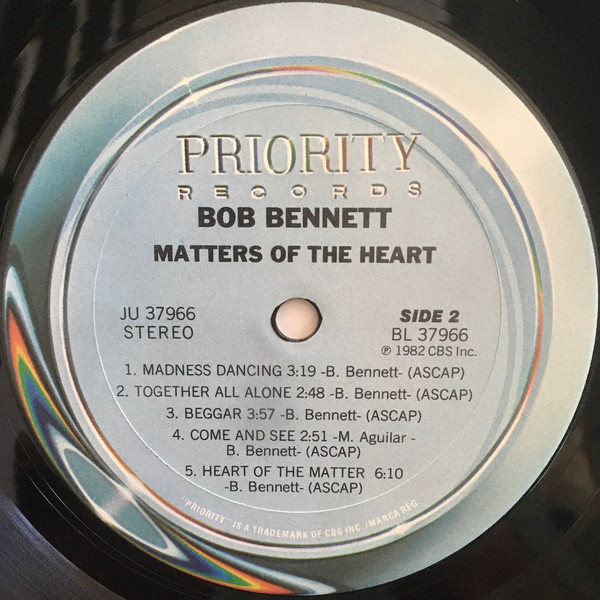 PRIORITY
RECORDS
BOB BENNETT
MATTERS OF THE HEART
JU 37966
STEREO
SIDE 2
BL 37966
℗ 1982 CBS Inc.
1. MADNESS DANCING 3:19 -B. Bennett- (ASCAP)
2. TOGETHER ALL ALONE 2:48 -B. Bennett- (ASCAP)
3. BEGGAR 3:57 -B. Bennett- (ASCAP)
4. COME AND SEE 2:51 -M. Aguilar -
B. Bennett- (ASCAP)
5. HEART OF THE MATTER 6:10
-B. Bennett- (ASCAP)
"PRIORITY" IS A TRADEMARK OF CBS INC./MARCA REG.